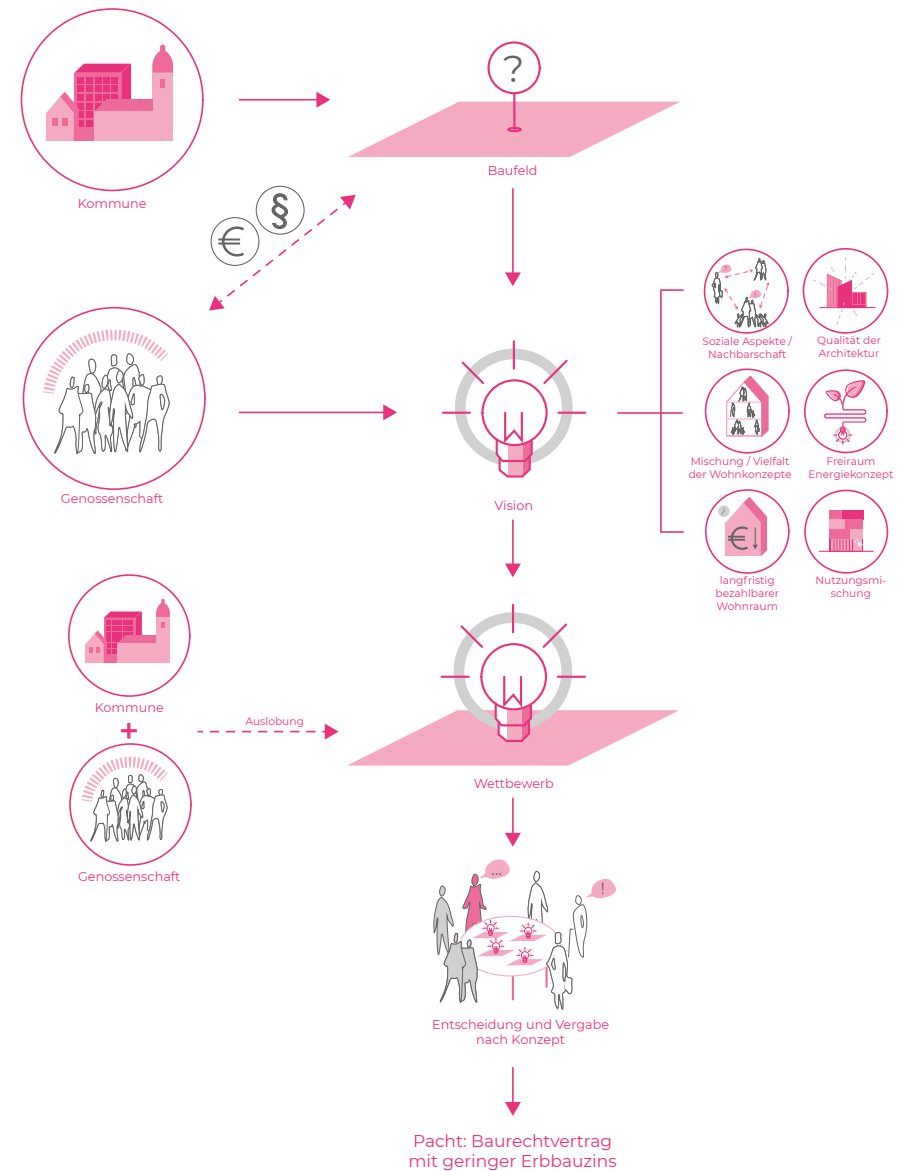 ?
Baufeld
Kommune
€
§
Genossenschaft
Vision
?
!
Soziale Aspekte /
Nachbarschaft
Qualität der
Architektur
Mischung / Vielfalt
der Wohnkonzepte
Freiraum
Energiekonzept
€
langfristig
bezahlbarer
Wohnraum
Nutzungsmi-
schung
Kommune
+
Auslobung
Genossenschaft
Wettbewerb
...
!
Entscheidung und Vergabe
nach Konzept
Pacht: Baurechtvertrag
mit geringer Erbbauzins